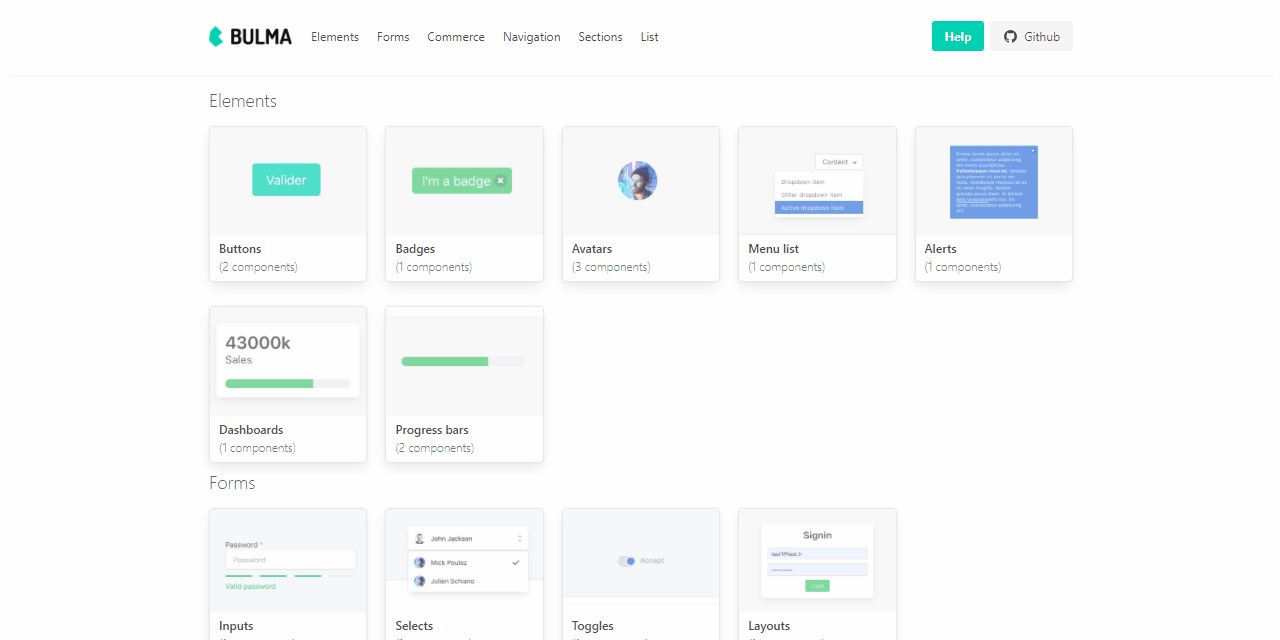 BULMA Elements Forms Commerce Navigation Sections List Help Github
Elements
Valider
I'm a badge
Content
Dropdown item
Other dropdown item
Active dropdown item
Buttons
(2 components)
Badges
(1 components)
Avatars
(3 components)
Menu list
(1 components)
Alerts
(1 components)
43000k
Sales
Dashboards
(1 components)
Progress bars
(2 components)
Forms
Password *
Password
Valid password
John Jackson
Mick Poulaz
Julien Schiano
Accept
Signin
Login
Inputs
Selects
Toggles
Layouts